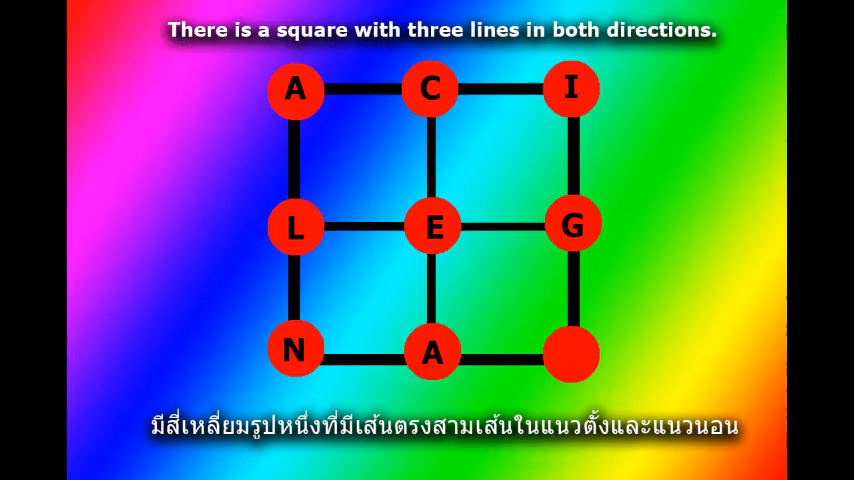 There is a square with three lines in both directions.
A C I
L E G
N A
มีสี่เหลี่ยมรูปหนึ่งที่มีเส้นตรงสามเส้นในแนวตั้งและแนวนอน